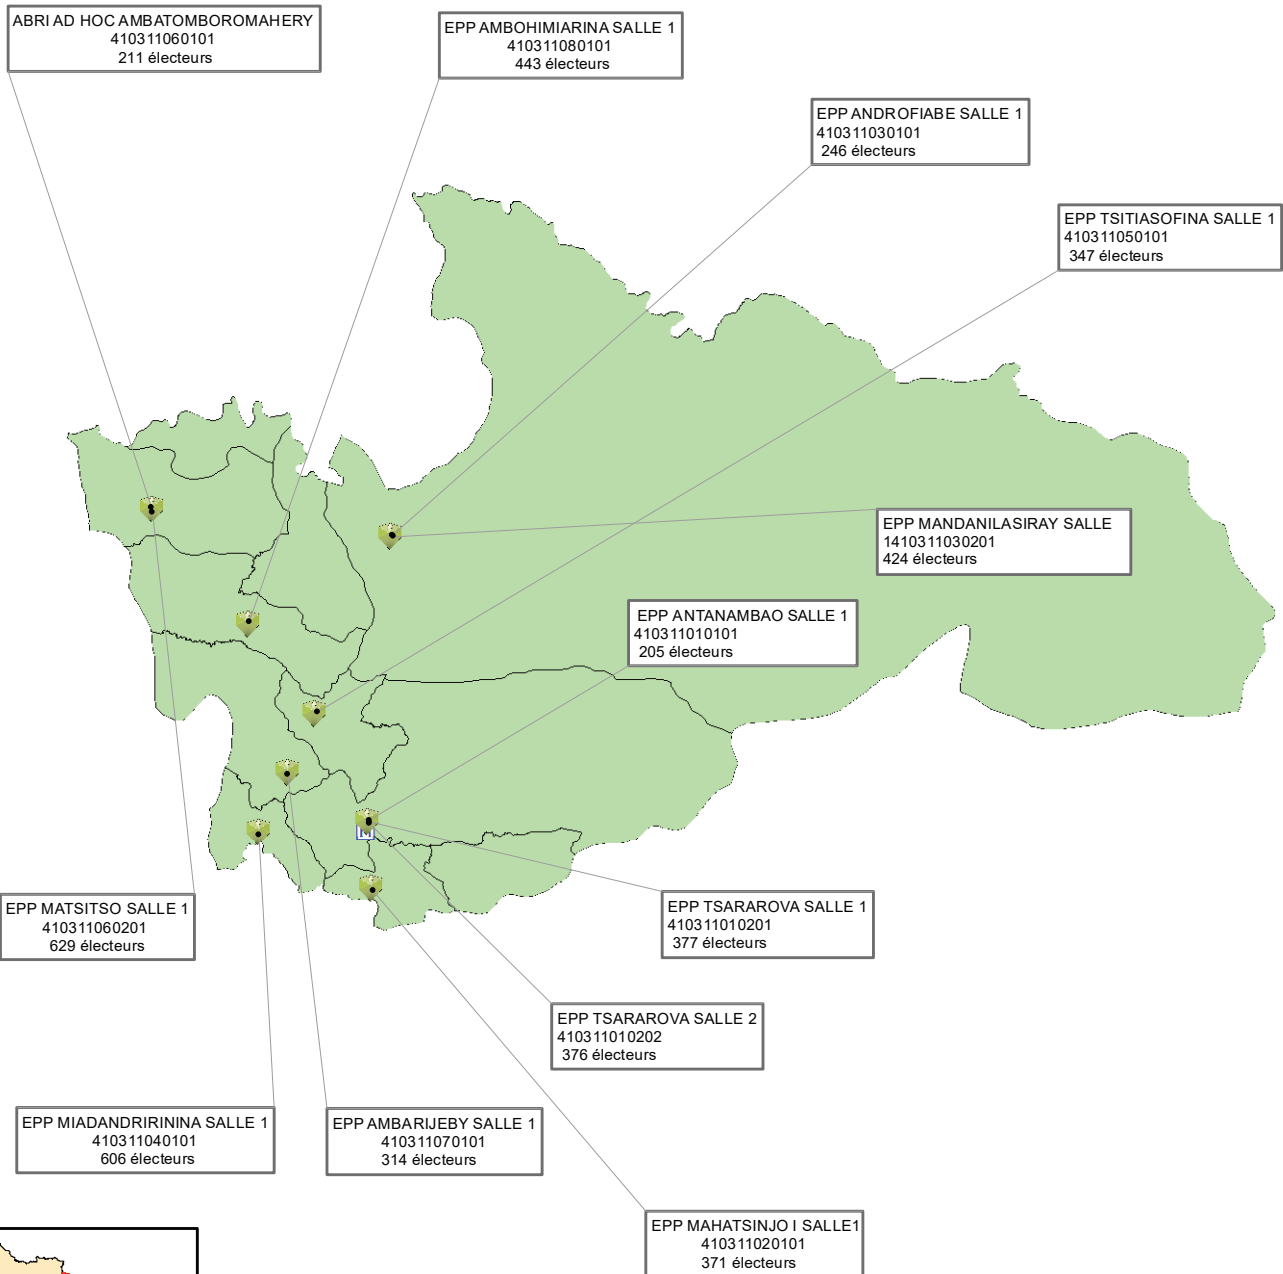 ABRI AD HOC AMBATOMBOROMAHERY
410311060101
211 électeurs
EPP AMBOHIMIARINA SALLE 1
410311080101
443 électeurs
EPP ANDROFIABE SALLE 1
410311030101
246 électeurs
EPP TSITIASOFINA SALLE 1
410311050101
347 électeurs
EPP MANDANILASIRAY SALLE
1410311030201
424 électeurs
EPP ANTANAMBAO SALLE 1
410311010101
205 électeurs
M
EPP MATSITSO SALLE 1
410311060201
629 électeurs
EPP TSARAROVA SALLE 1
410311010201
377 électeurs
EPP TSARAROVA SALLE 2
410311010202
376 électeurs
EPP MIADANDRIRININA SALLE 1
410311040101
606 électeurs
EPP AMBARIJEBY SALLE 1
410311070101
314 électeurs
EPP MAHATSINJO I SALLE1
410311020101
371 électeurs